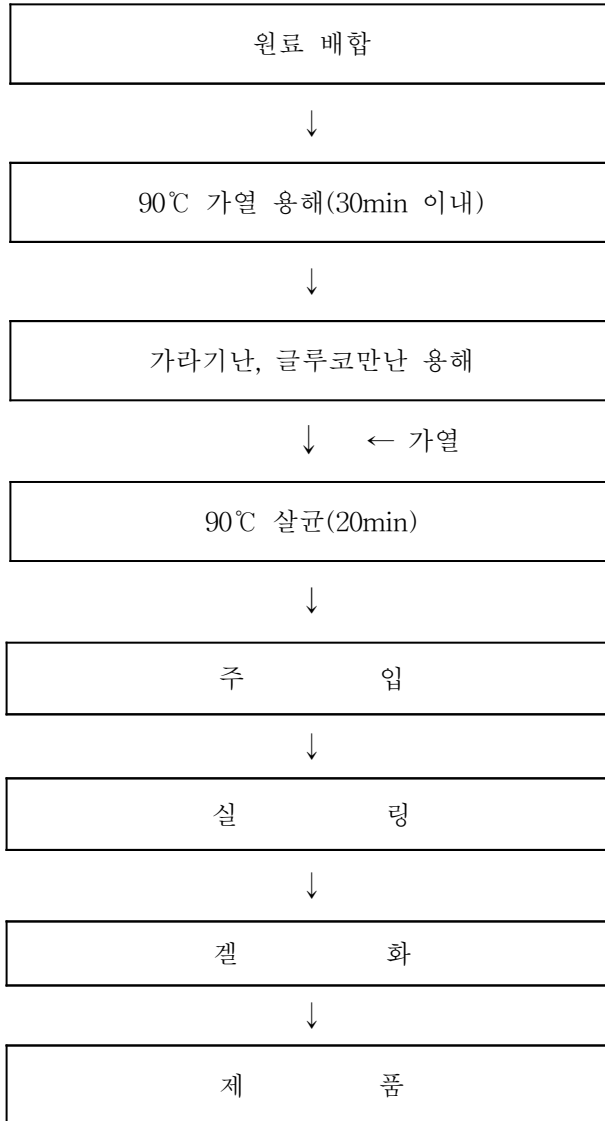 원료 배합
↓
90℃ 가열 용해(30min 이내)
↓
가라기난, 글루코만난 용해
↓ ← 가열
90℃ 살균(20min)
↓
주 입
↓
실 링
↓
겔 화
↓
제 품